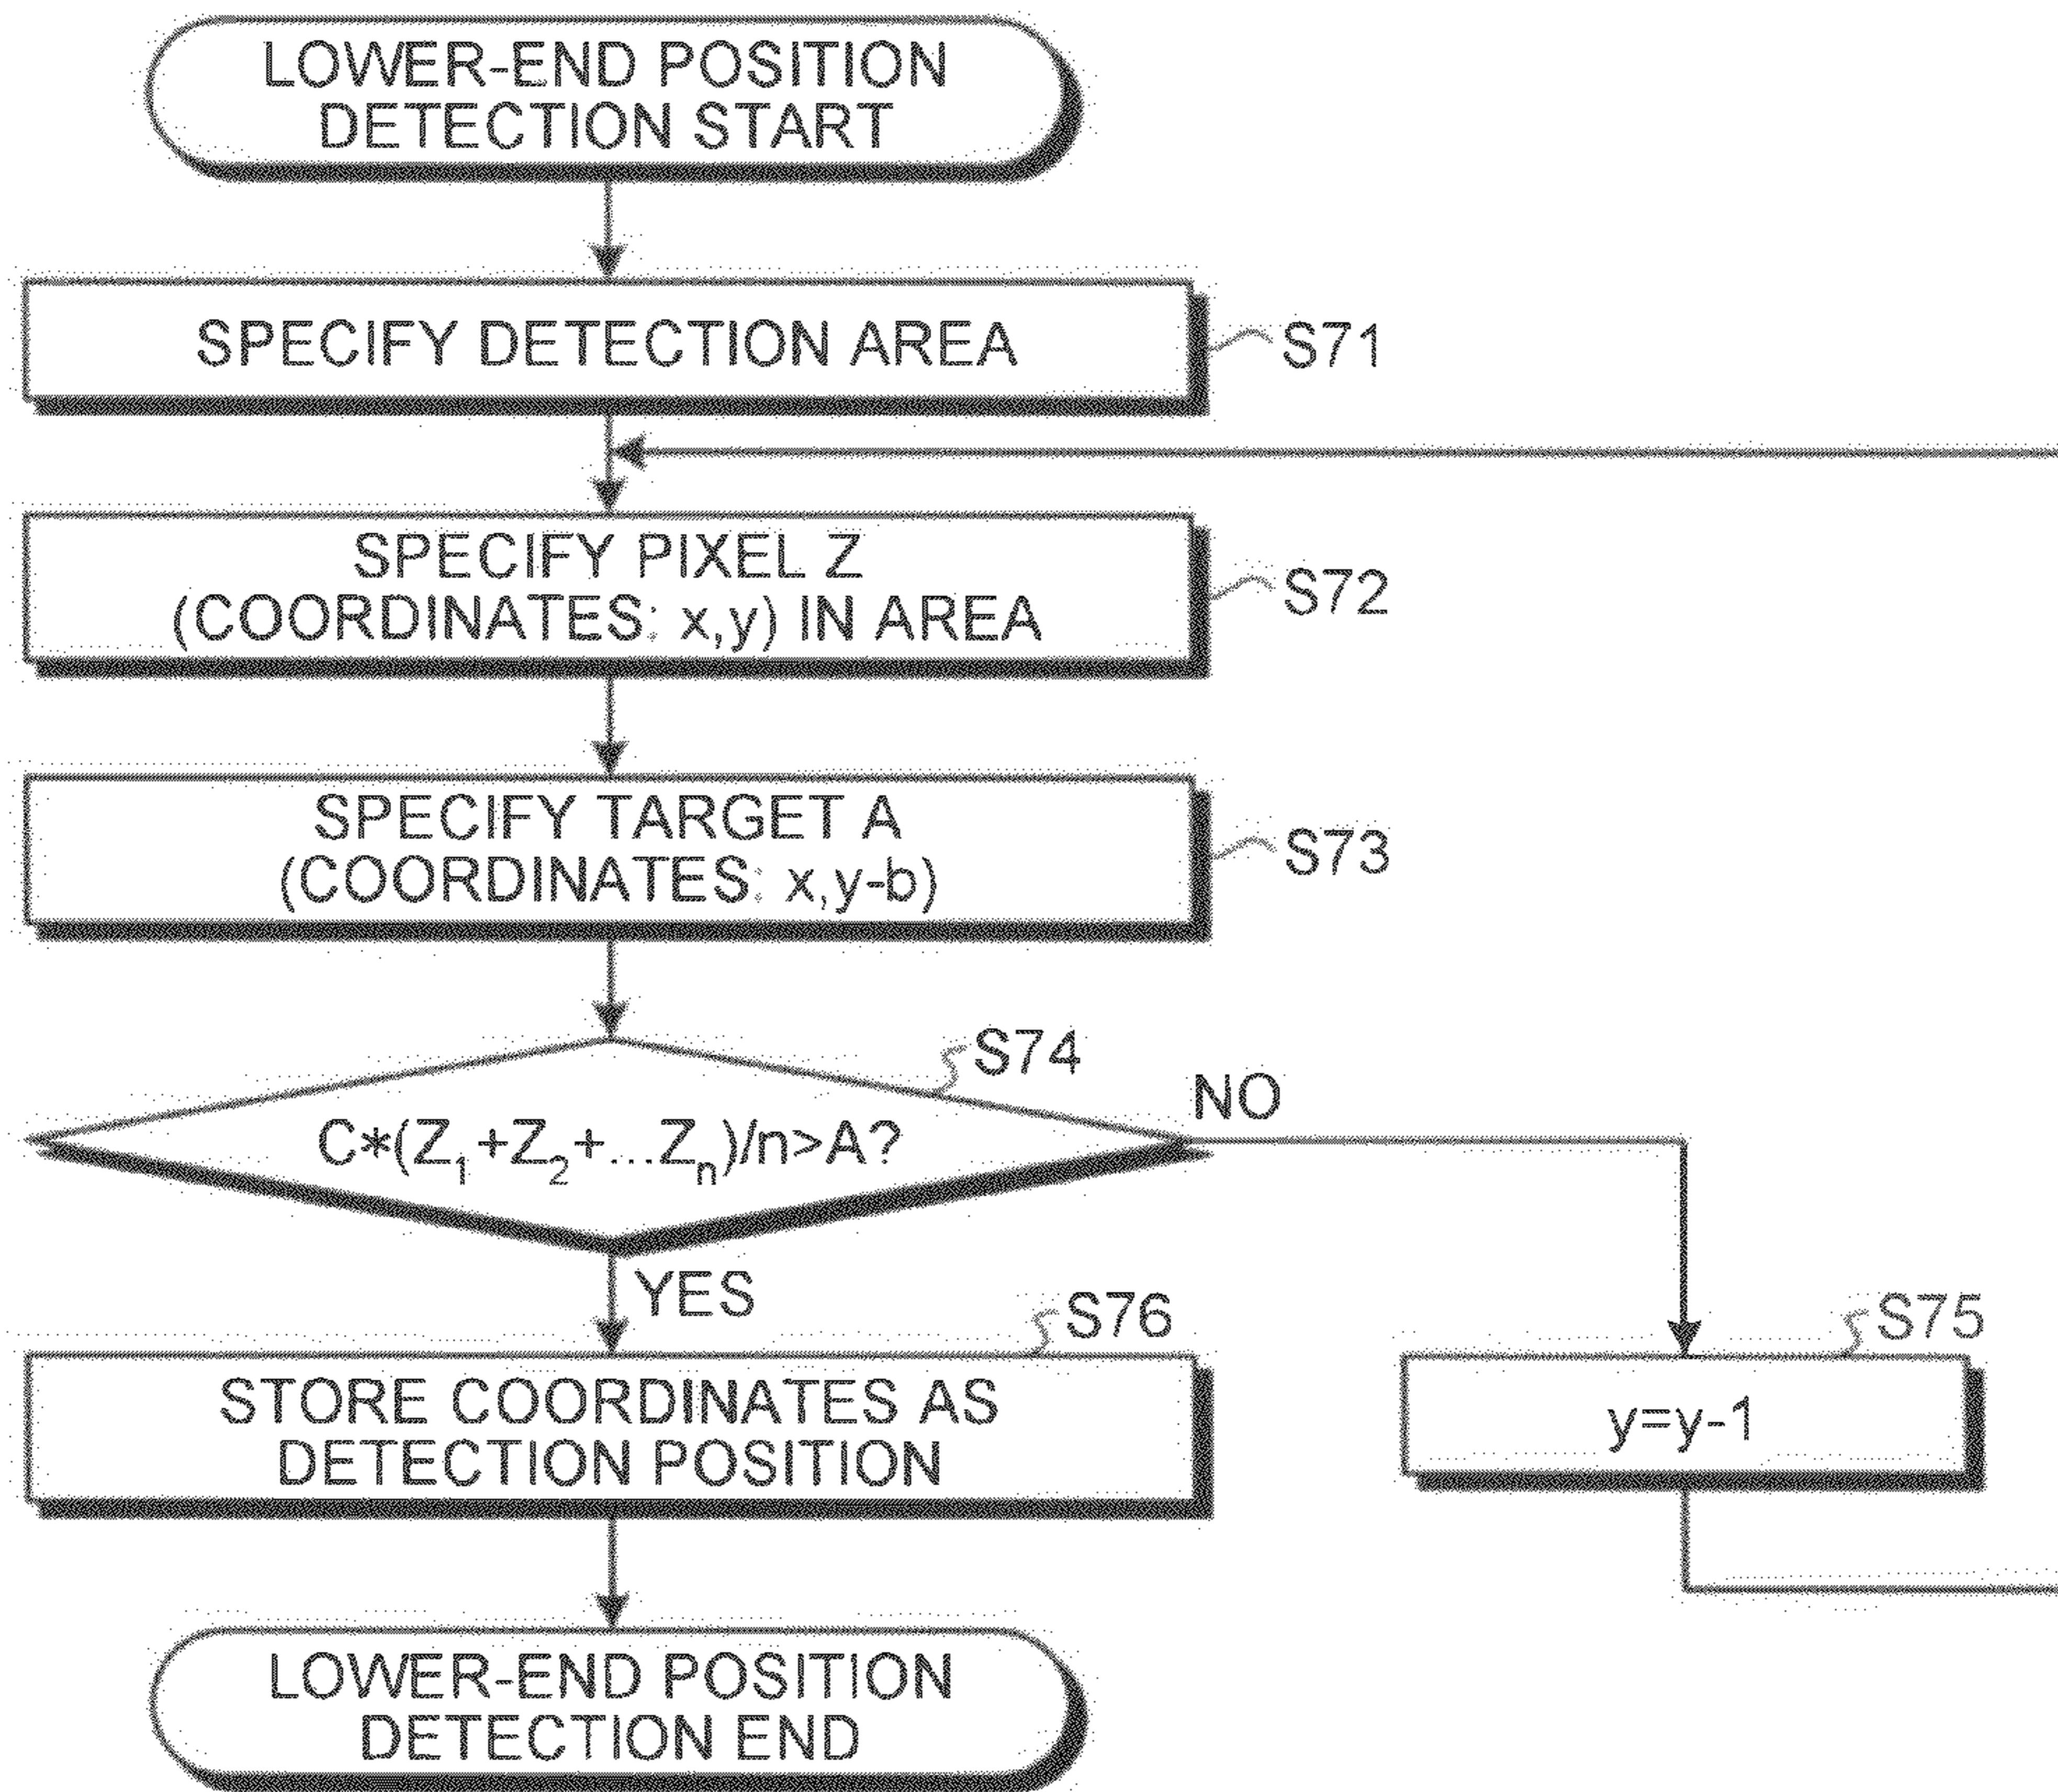 LOWER-END POSITION
DETECTION START
SPECIFY DETECTION AREA
S71
SPECIFY PIXEL Z
(COORDINATES: x,y) IN AREA
S72
SPECIFY TARGET A
(COORDINATES: x,y-b)
S73
S74
C*(Z₁+Z₂+...Zₙ)/n>A?
NO
YES
S76
STORE COORDINATES AS
DETECTION POSITION
S75
y=y-1
LOWER-END POSITION
DETECTION END